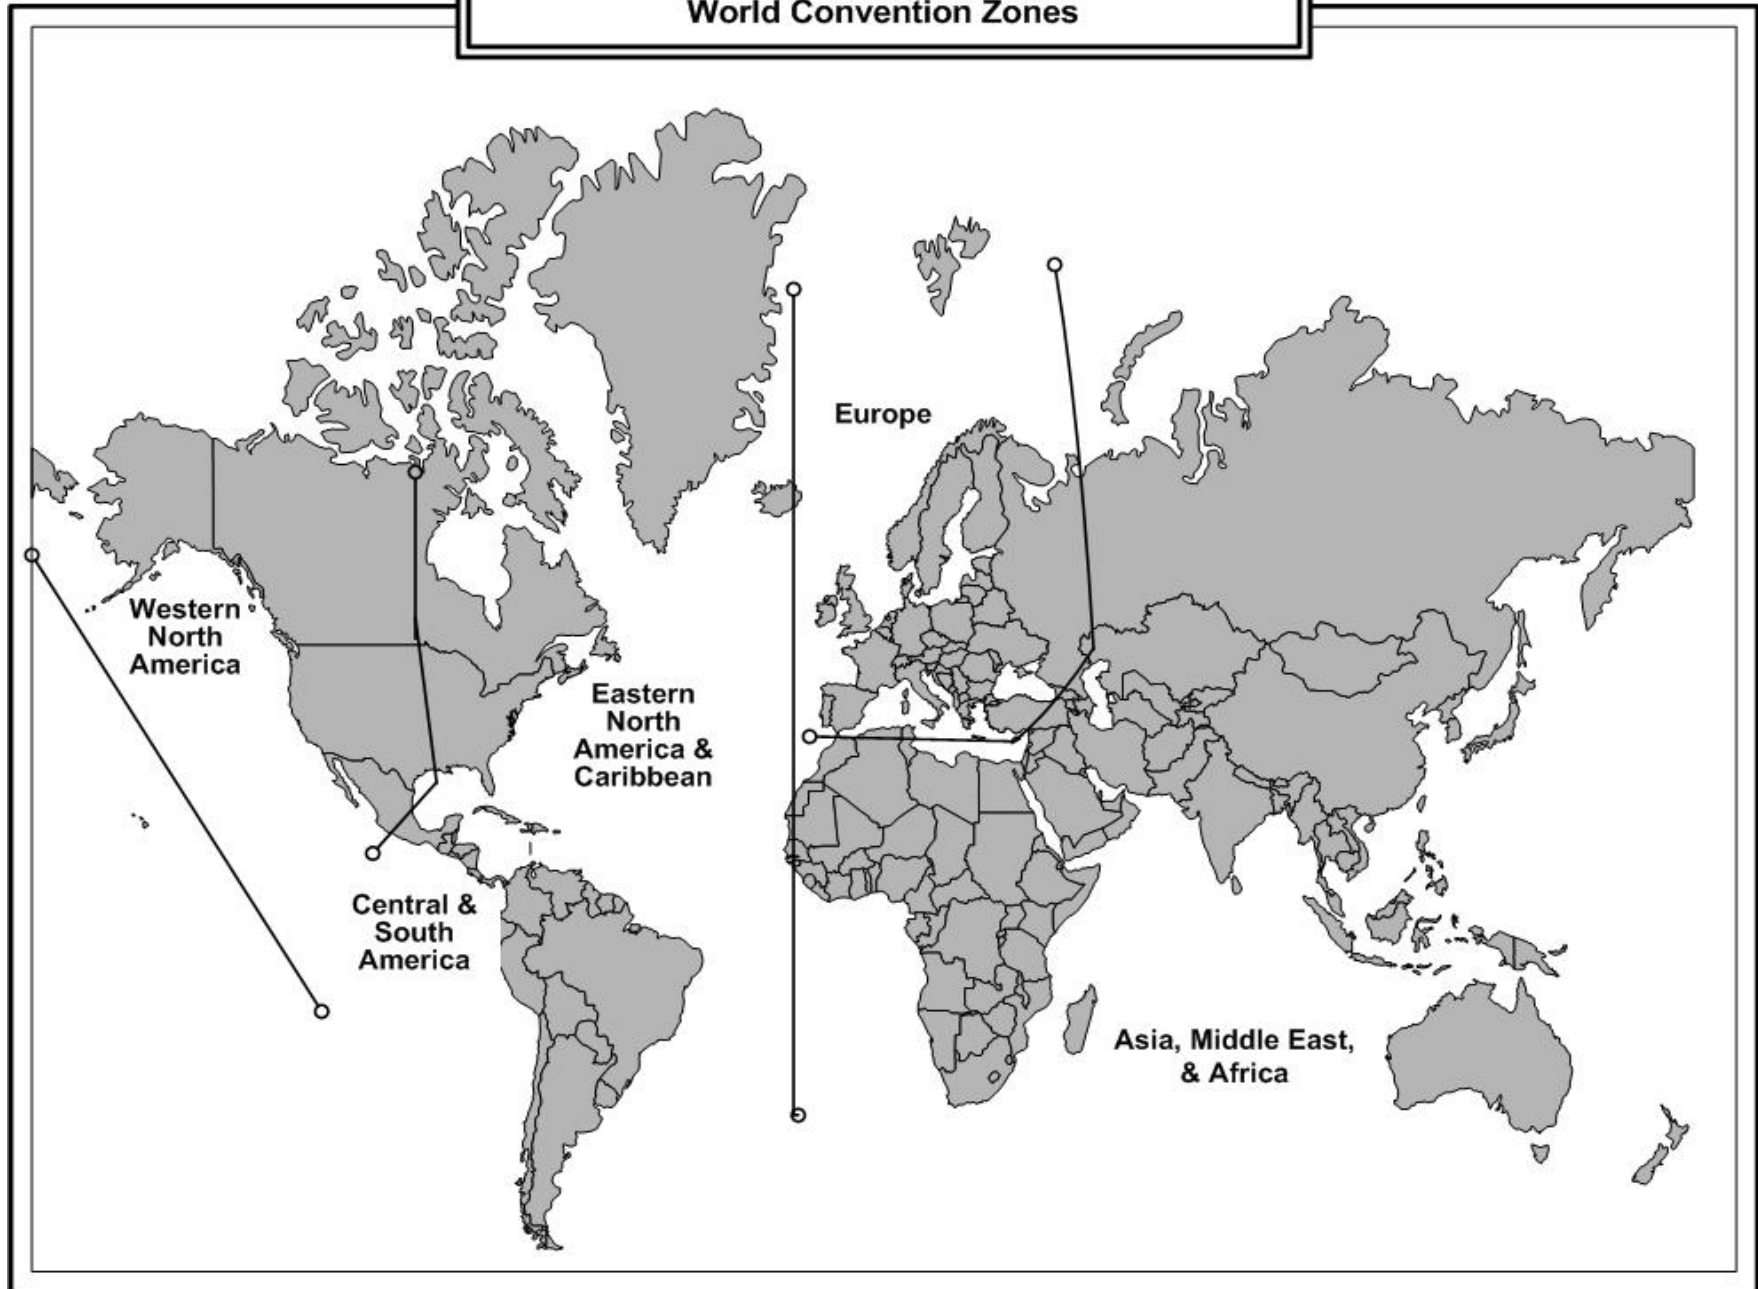 World Convention Zones
Europe
Western
North
America
Eastern
North
America &
Caribbean
Central &
South
America
Asia, Middle East,
& Africa